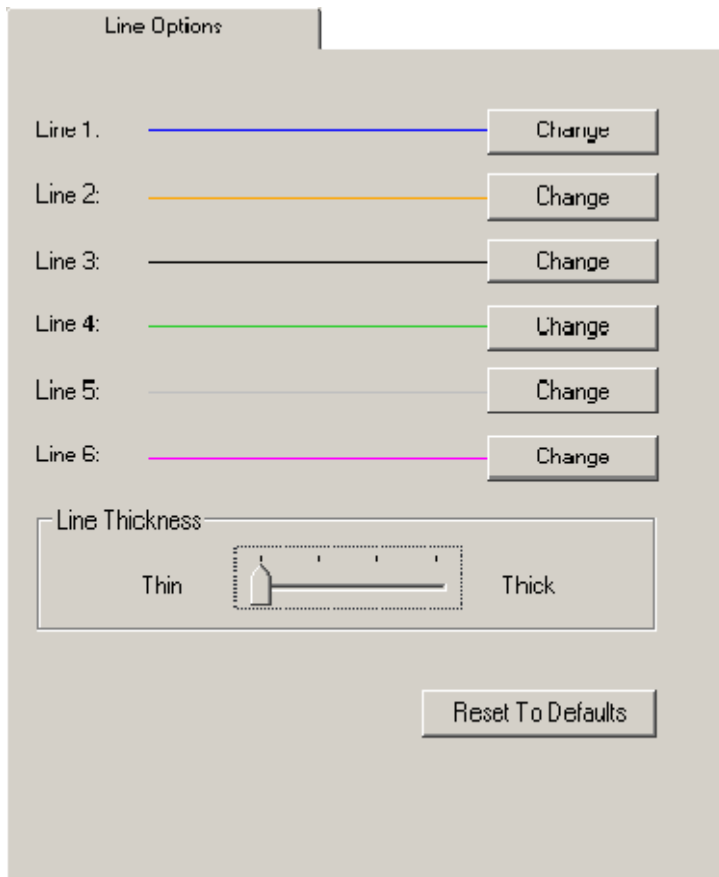 Line Options
Line 1: Change
Line 2: Change
Line 3: Change
Line 4: Change
Line 5: Change
Line 6: Change
Line Thickness
Thin Thick
Reset To Defaults